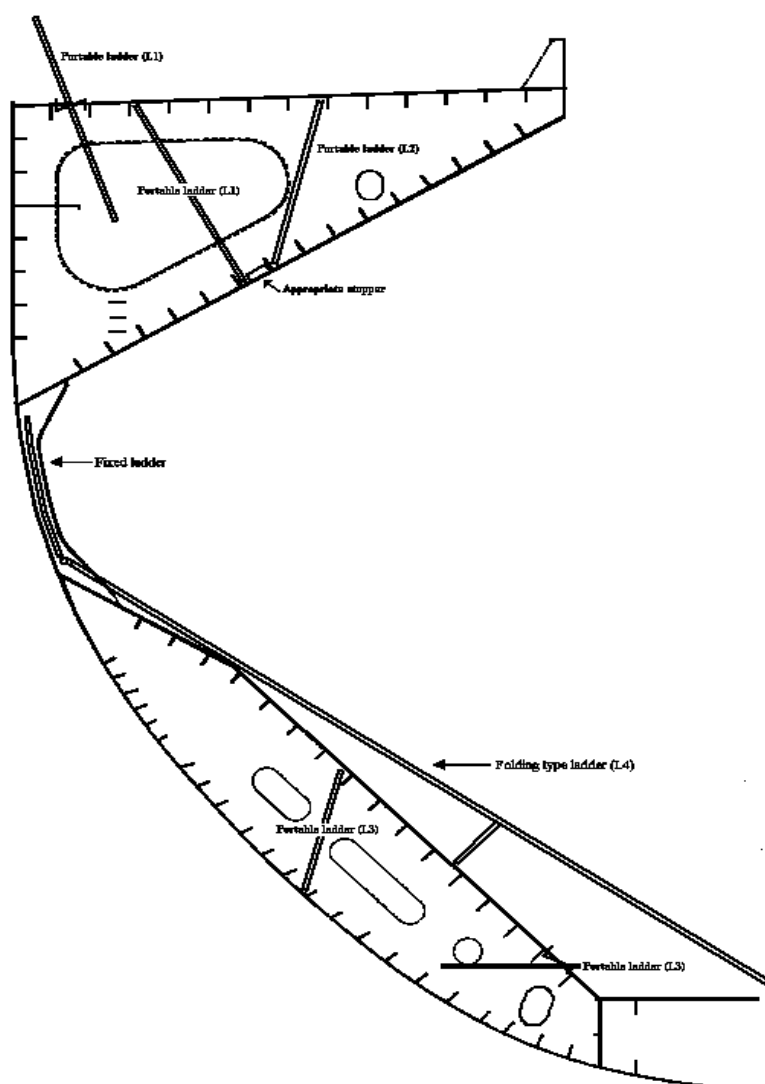 Portable ladder (L1)
Portable ladder (L2)
Portable ladder (L1)
Appropriate stopper
Fixed ladder
Folding type ladder (L4)
Portable ladder (L3)
Portable ladder (L3)